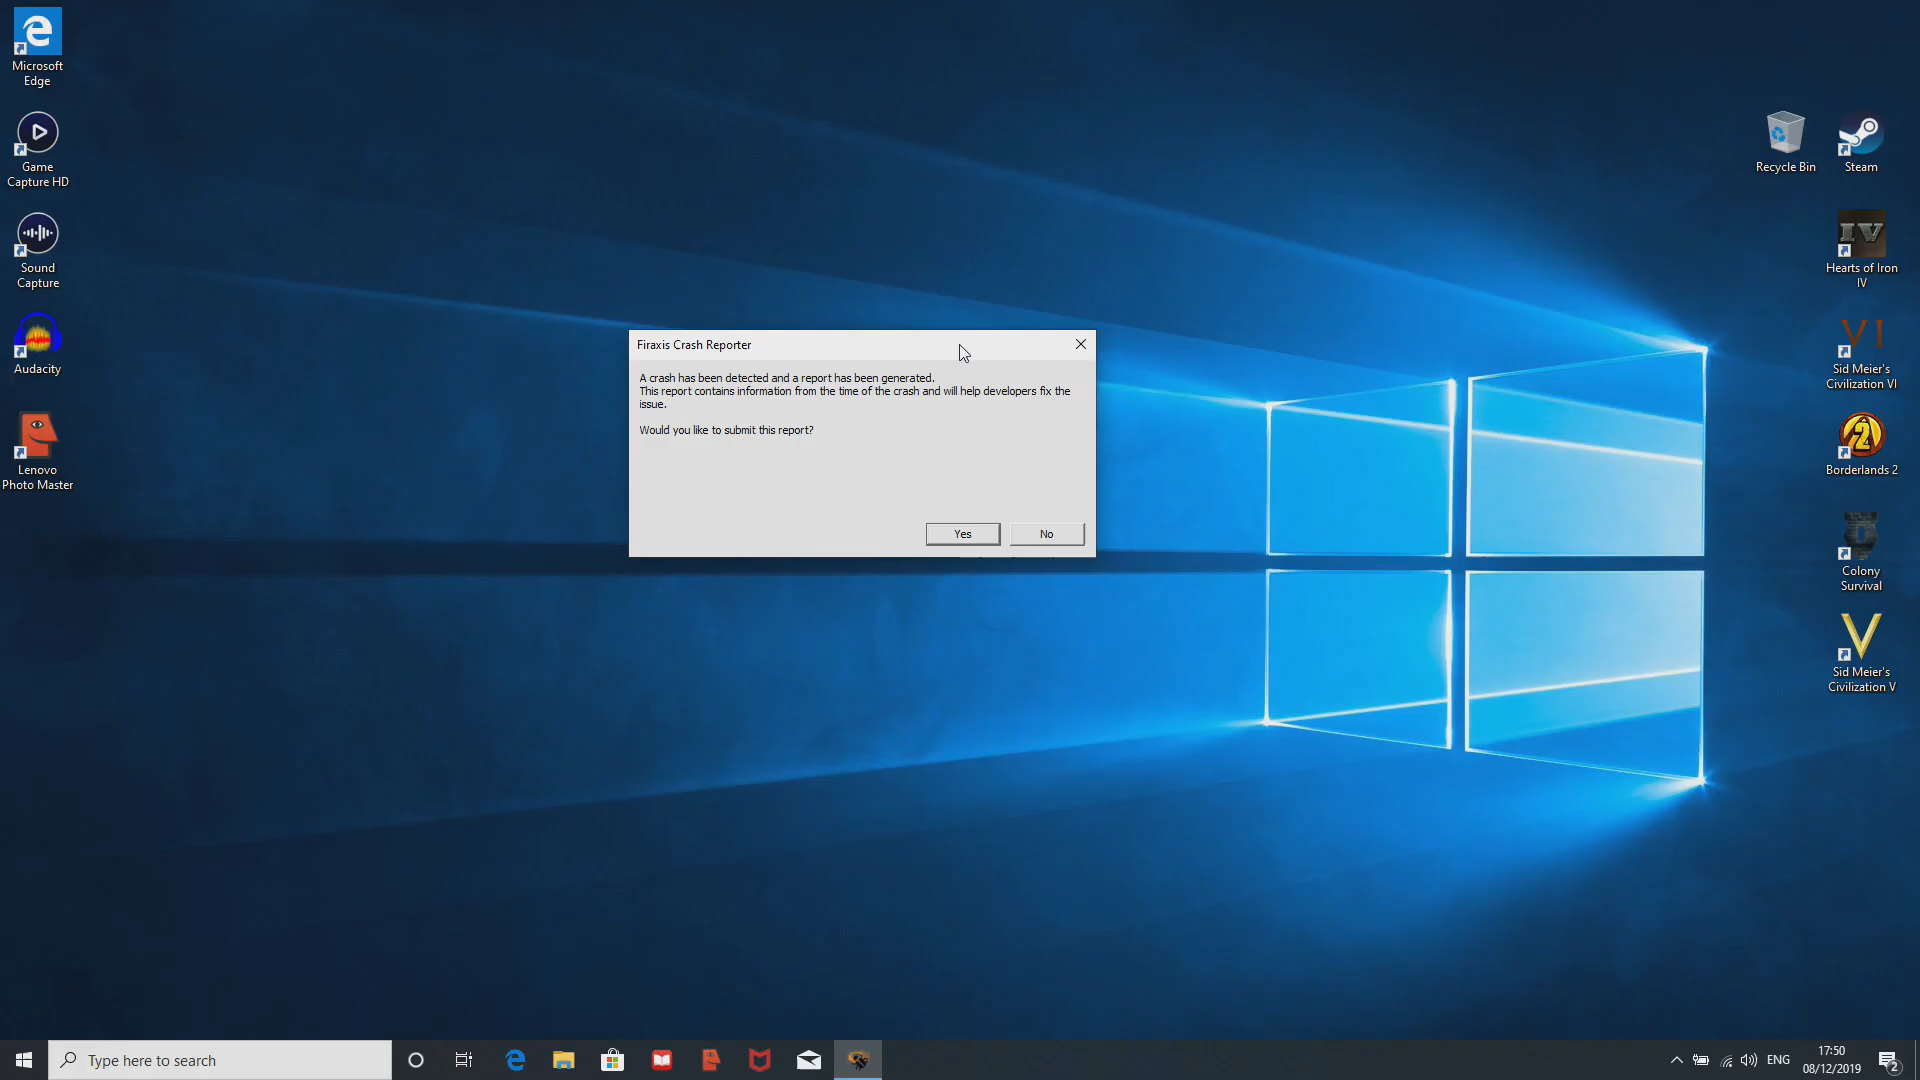 Microsoft
Edge
Game
Capture HD
Sound
Capture
Audacity
Lenovo
Photo Master
Firaxis Crash Reporter
A crash has been detected and a report has been generated.
This report contains information from the time of the crash and will help developers fix the
issue.
Would you like to submit this report?
Yes
No
Recycle Bin
Steam
IV
Hearts of Iron
IV
VI
Sid Meier's
Civilization VI
2
Borderlands 2
Colony
Survival
V
Sid Meier's
Civilization V
Type here to search
ENG
17:50
08/12/2019
2